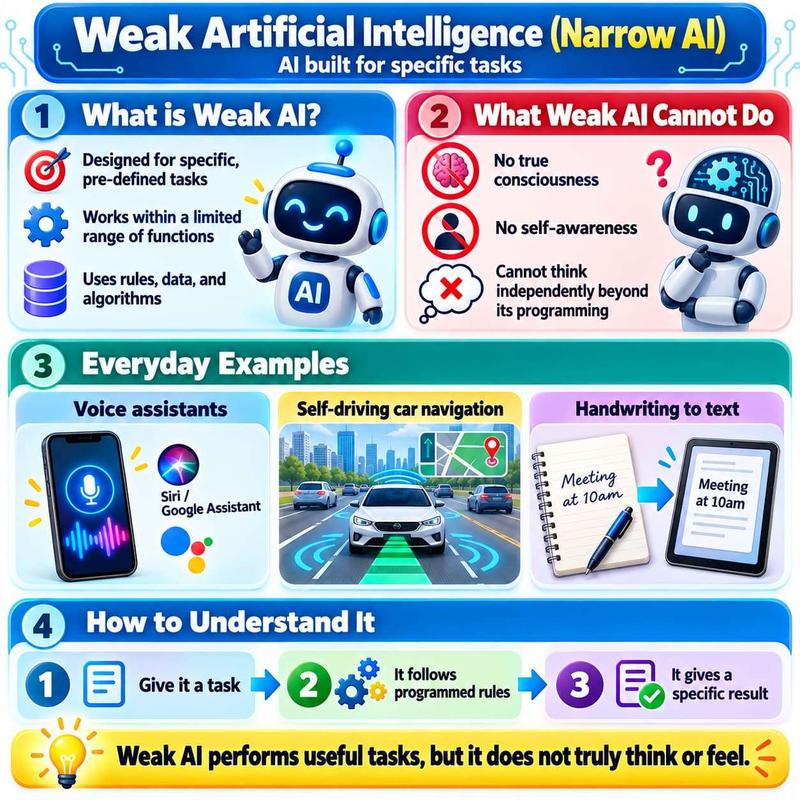 Weak Artificial Intelligence (Narrow AI)
AI built for specific tasks
1 What is Weak AI?
Designed for specific,
pre-defined tasks
Works within a limited
range of functions
Uses rules, data, and
algorithms
AI
2 What Weak AI Cannot Do
No true
consciousness
No self-awareness
Cannot think
independently beyond
its programming
?
3 Everyday Examples
Voice assistants
Siri /
Google Assistant
Self-driving car navigation
Handwriting to text
Meeting
at 10am
Meeting
at 10am
4 How to Understand It
1 Give it a task
2 It follows
programmed rules
3 It gives a
specific result
Weak AI performs useful tasks, but it does not truly think or feel.